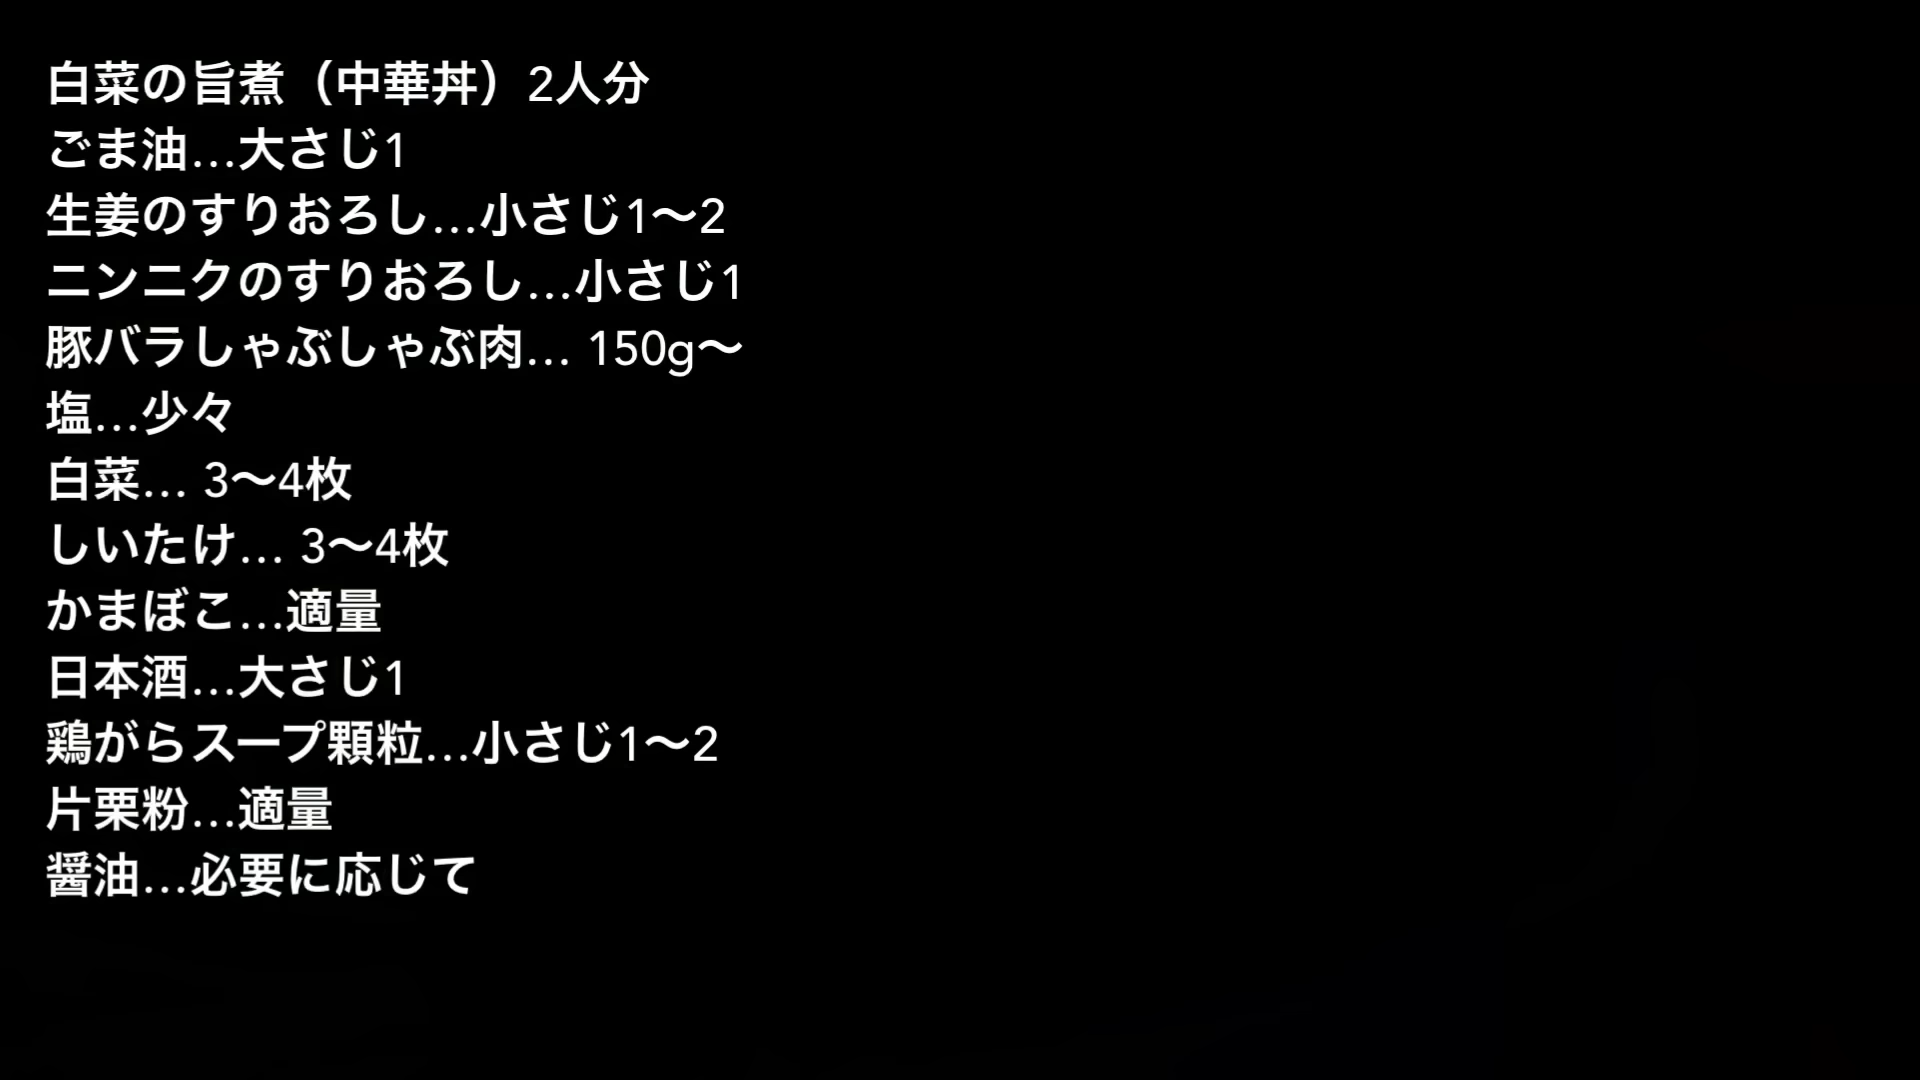 白菜の旨煮（中華丼）2人分
ごま油…大さじ1
生姜のすりおろし…小さじ1〜2
ニンニクのすりおろし…小さじ1
豚バラしゃぶしゃぶ肉… 150g〜
塩…少々
白菜… 3〜4枚
しいたけ… 3〜4枚
かまぼこ…適量
日本酒…大さじ1
鶏がらスープ顆粒…小さじ1〜2
片栗粉…適量
醤油…必要に応じて